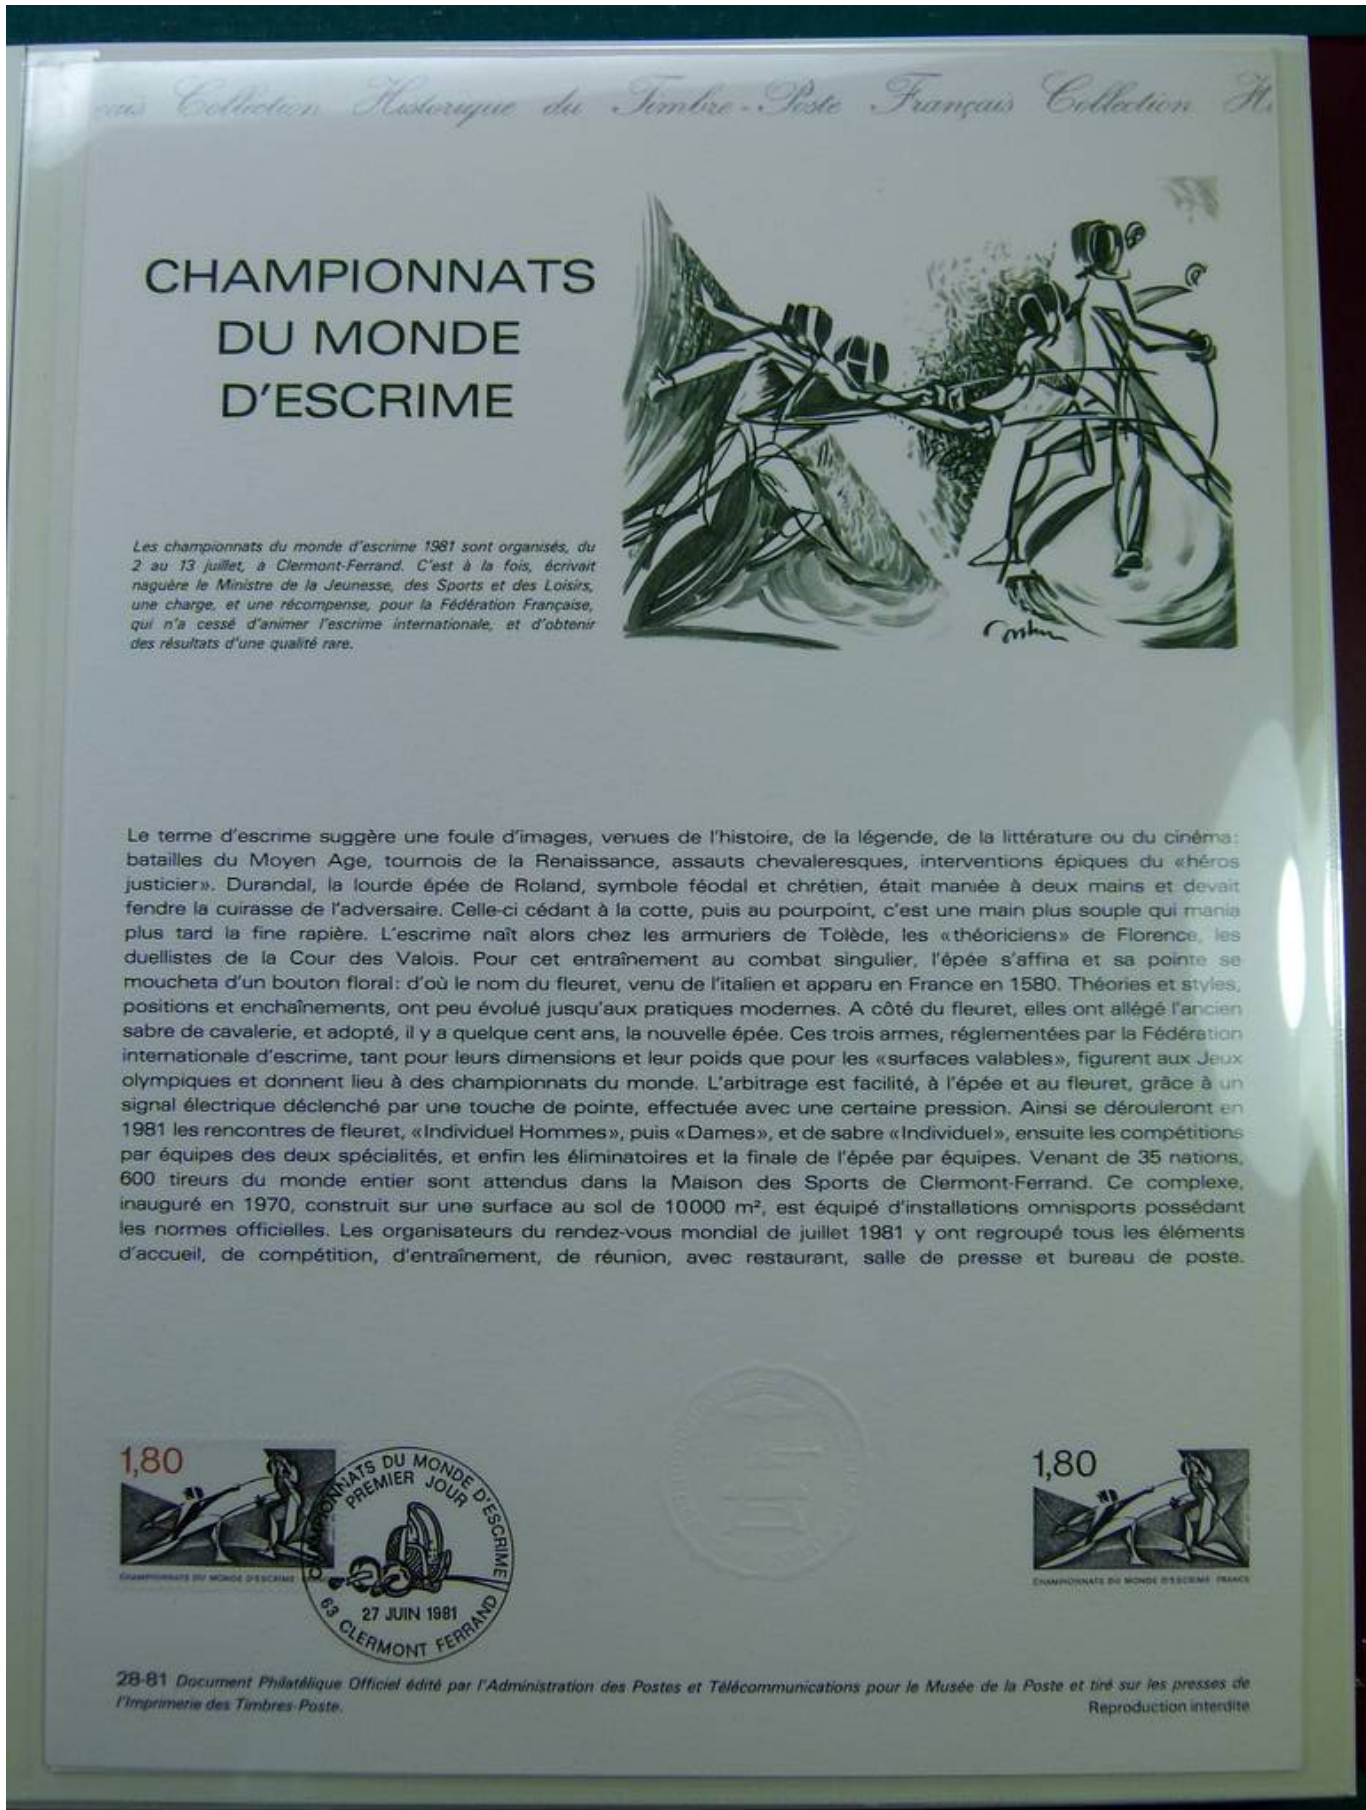 Collection Historique du Timbre-Poste Français Collection
CHAMPIONNATS
DU MONDE
D'ESCRIME
Les championnats du monde d'escrime 1981 sont organisés, du
2 au 13 juillet, à Clermont-Ferrand. C'est à la fois, écrivait
naguère le Ministre de la Jeunesse, des Sports et des Loisirs,
une charge, et une récompense, pour la Fédération Française,
qui n'a cessé d'animer l'escrime internationale, et d'obtenir
des résultats d'une qualité rare.
Le terme d'escrime suggère une foule d'images, venues de l'histoire, de la légende, de la littérature ou du cinéma:
batailles du Moyen Age, tournois de la Renaissance, assauts chevaleresques, interventions épiques du «héros
justicier». Durandal, la lourde épée de Roland, symbole féodal et chrétien, était maniée à deux mains et devait
fendre la cuirasse de l'adversaire. Celle-ci cédant à la cotte, puis au pourpoint, c'est une main plus souple qui mania
plus tard la fine rapière. L'escrime naît alors chez les armuriers de Tolède, les «théoriciens» de Florence, les
duellistes de la Cour des Valois. Pour cet entraînement au combat singulier, l'épée s'affina et sa pointe se
moucheta d'un bouton floral: d'où le nom du fleuret, venu de l'italien et apparu en France en 1580. Théories et styles,
positions et enchaînements, ont peu évolué jusqu'aux pratiques modernes. A côté du fleuret, elles ont allégé l'ancien
sabre de cavalerie, et adopté, il y a quelque cent ans, la nouvelle épée. Ces trois armes, réglementées par la Fédération
internationale d'escrime, tant pour leurs dimensions et leur poids que pour les «surfaces valables», figurent aux Jeux
olympiques et donnent lieu à des championnats du monde. L'arbitrage est facilité, à l'épée et au fleuret, grâce à un
signal électrique déclenché par une touche de pointe, effectuée avec une certaine pression. Ainsi se dérouleront en
1981 les rencontres de fleuret, «Individuel Hommes», puis «Dames», et de sabre «Individuel», ensuite les compétitions
par équipes des deux spécialités, et enfin les éliminatoires et la finale de l'épée par équipes. Venant de 35 nations,
600 tireurs du monde entier sont attendus dans la Maison des Sports de Clermont-Ferrand. Ce complexe,
inauguré en 1970, construit sur une surface au sol de 10000 m², est équipé d'installations omnisports possédant
les normes officielles. Les organisateurs du rendez-vous mondial de juillet 1981 y ont regroupé tous les éléments
d'accueil, de compétition, d'entraînement, de réunion, avec restaurant, salle de presse et bureau de poste.
1,80
CHAMPIONNATS DU MONDE D'ESCRIME
CHAMPIONNATS DU MONDE D'ESCRIME
PREMIER JOUR
27 JUIN 1981
63 CLERMONT FERRAND
1,80
CHAMPIONNATS DU MONDE D'ESCRIME FRANCE
28-81 Document Philatélique Officiel édité par l'Administration des Postes et Télécommunications pour le Musée de la Poste et tiré sur les presses de
l'Imprimerie des Timbres-Poste.
Reproduction interdite